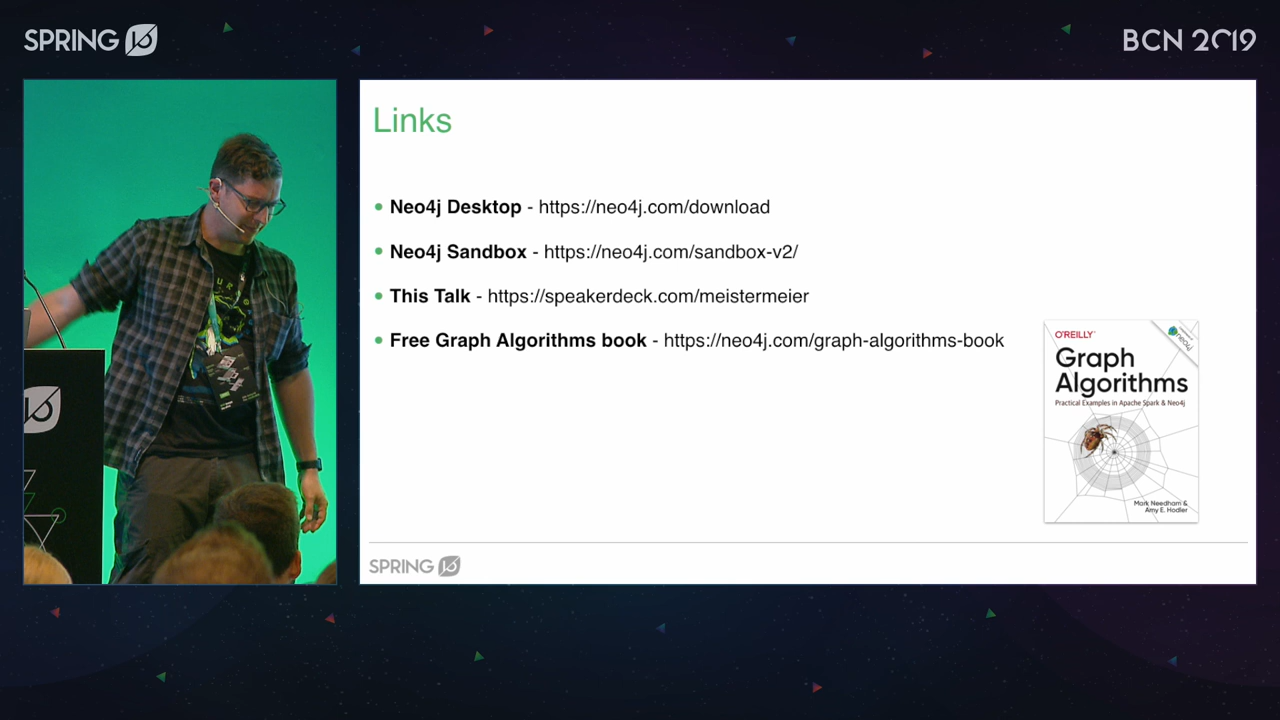 SPRING
BCN 2019
Links
• Neo4j Desktop - https://neo4j.com/download
• Neo4j Sandbox - https://neo4j.com/sandbox-v2/
• This Talk - https://speakerdeck.com/meistermeier
• Free Graph Algorithms book - https://neo4j.com/graph-algorithms-book
O'REILLY
neo4j
Graph
Algorithms
Practical Examples in Apache Spark & Neo4j
Mark Needham &
Amy E. Hodler
SPRING